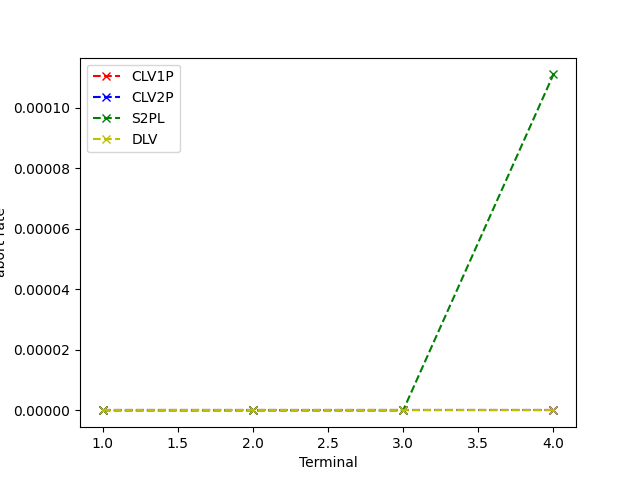 CLV1P
CLV2P
S2PL
DLV
0.00010
0.00008
0.00006
0.00004
0.00002
0.00000
abort rate
1.0 1.5 2.0 2.5 3.0 3.5 4.0
Terminal